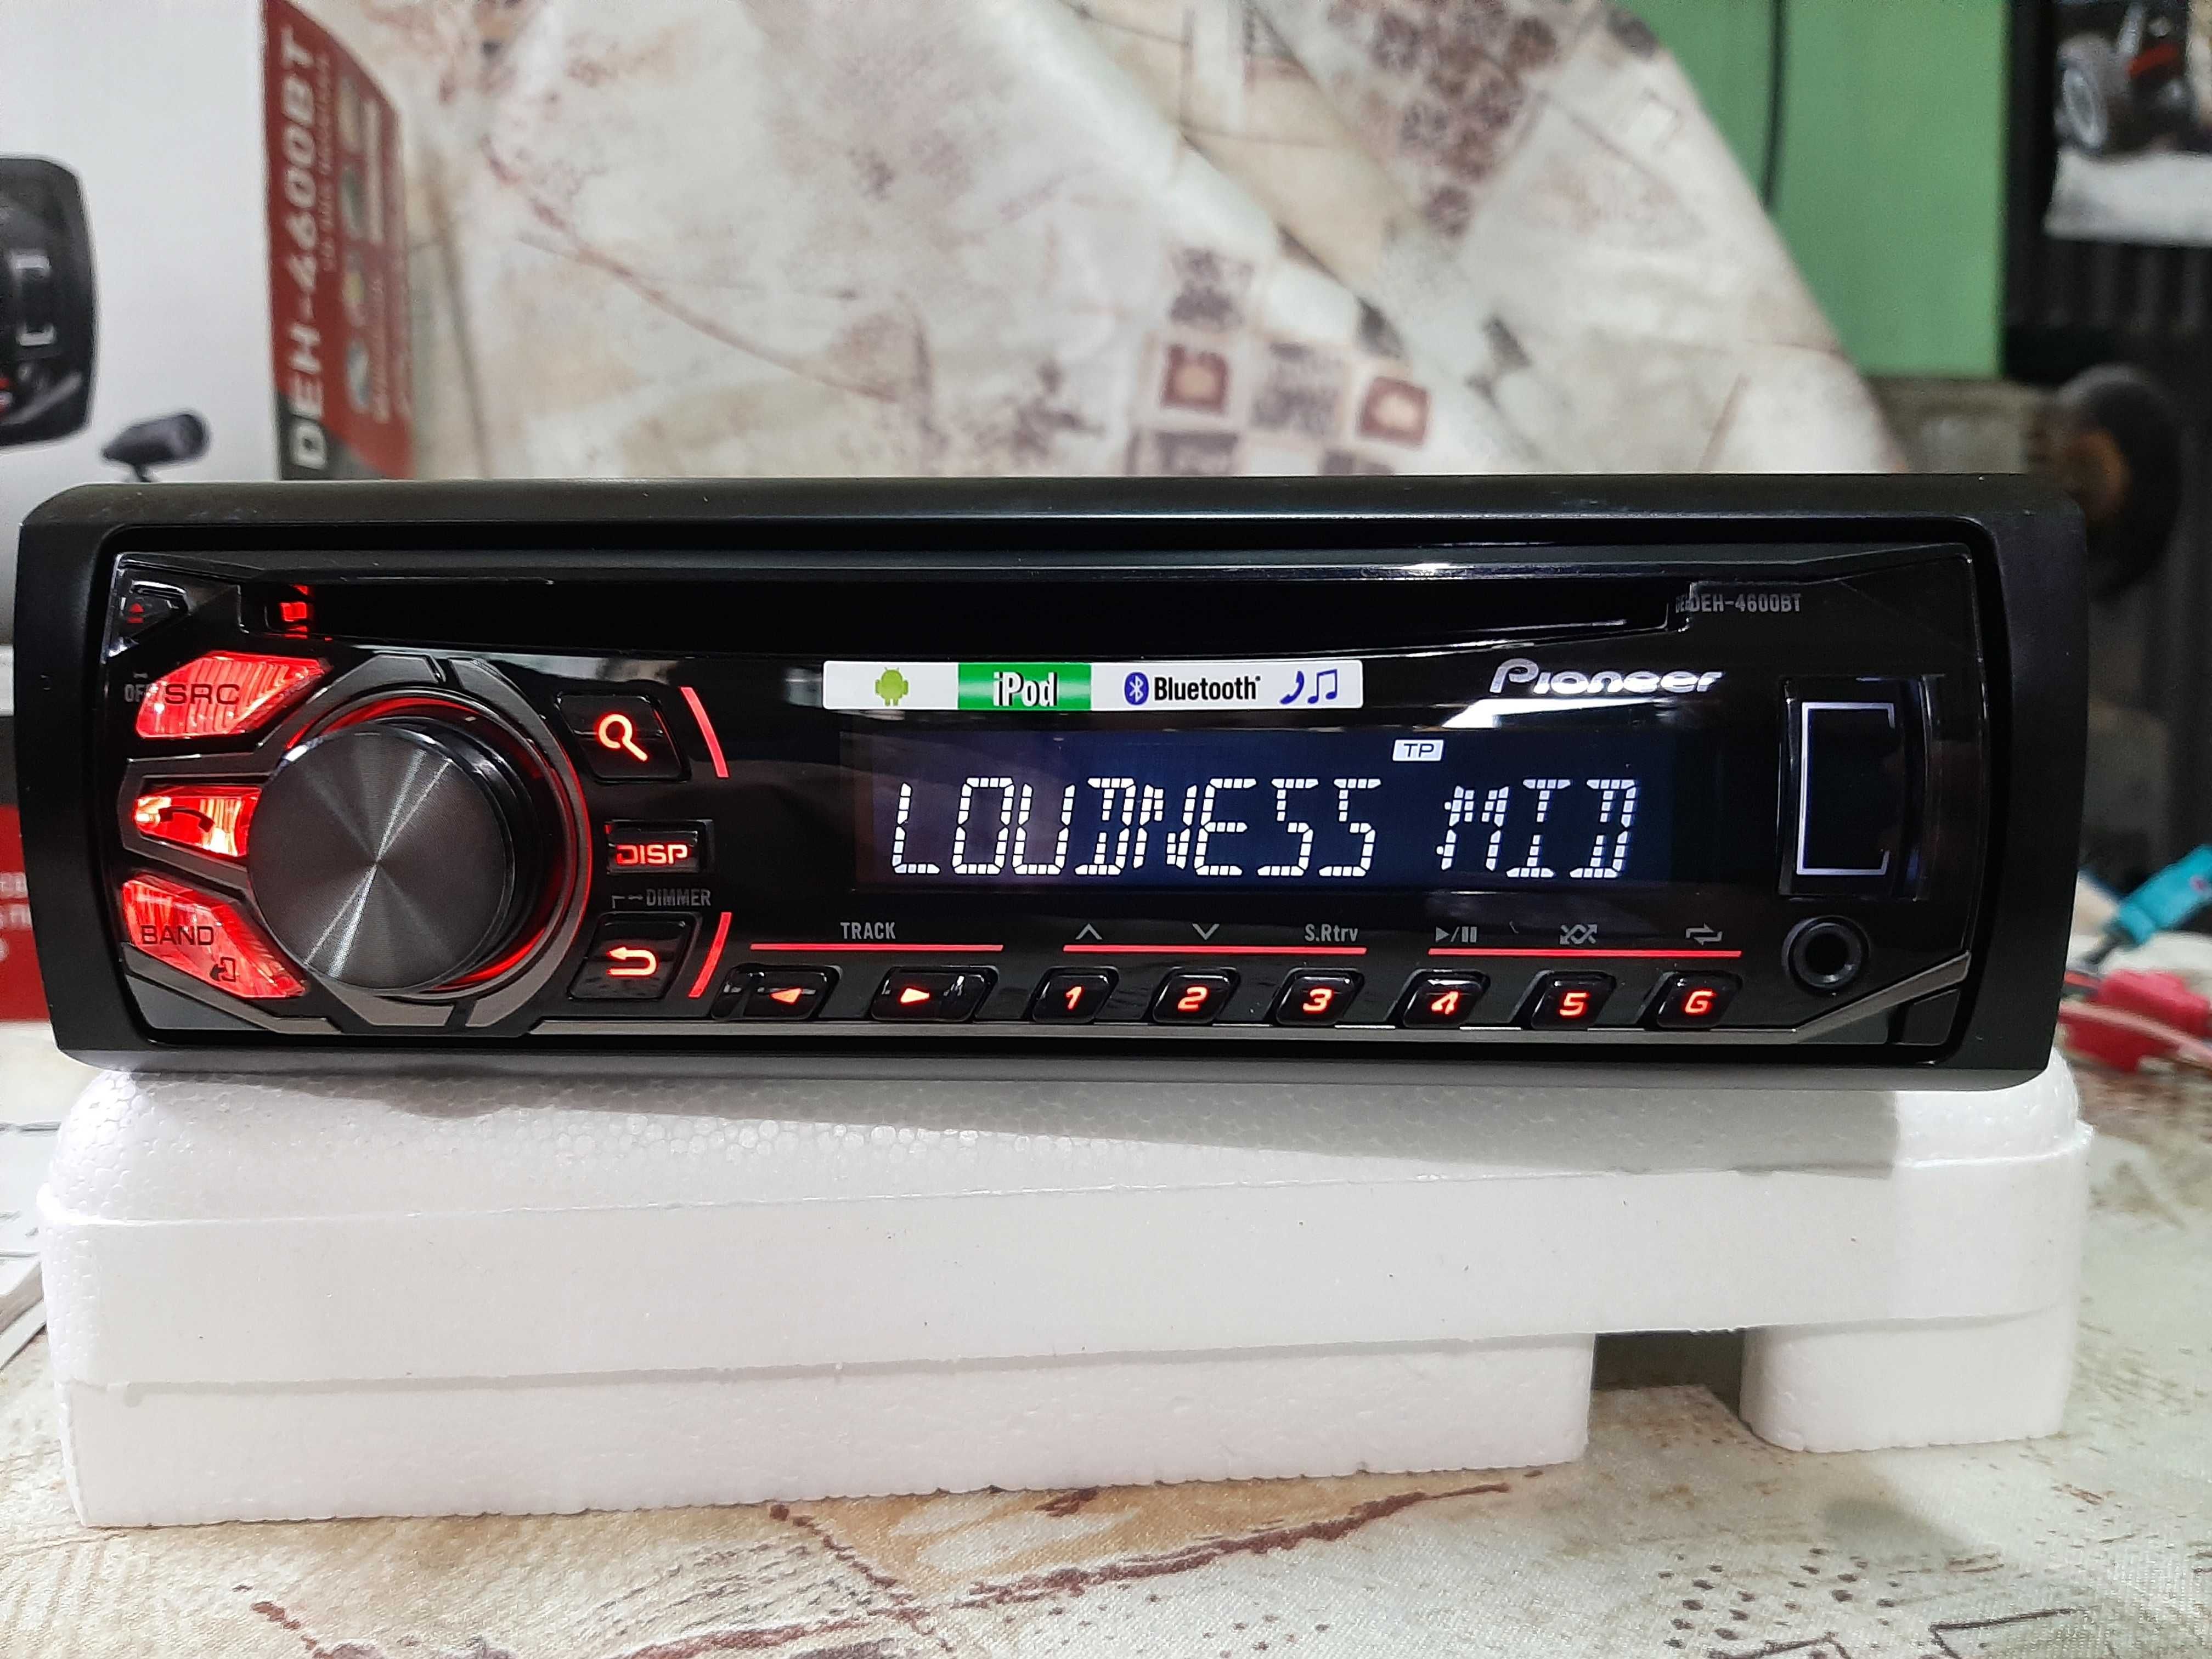 DEH-4600BT
DEH-4600BT
OFF SRC
iPod
Bluetooth
Pioneer
TP
LOUDNESS MID
DISP
DIMMER
BAND
TRACK
S.Rtrv
1 2 3 4 5 6